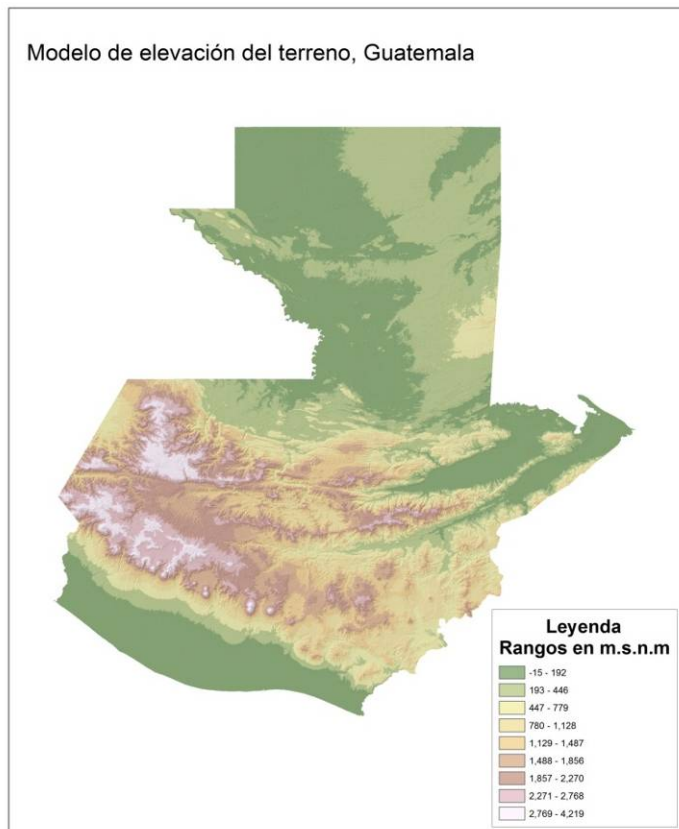 Modelo de elevación del terreno, Guatemala
Leyenda
Rangos en m.s.n.m
-15 - 192
193 - 446
447 - 779
780 - 1,128
1,129 - 1,487
1,488 - 1,856
1,857 - 2,270
2,271 - 2,768
2,769 - 4,219